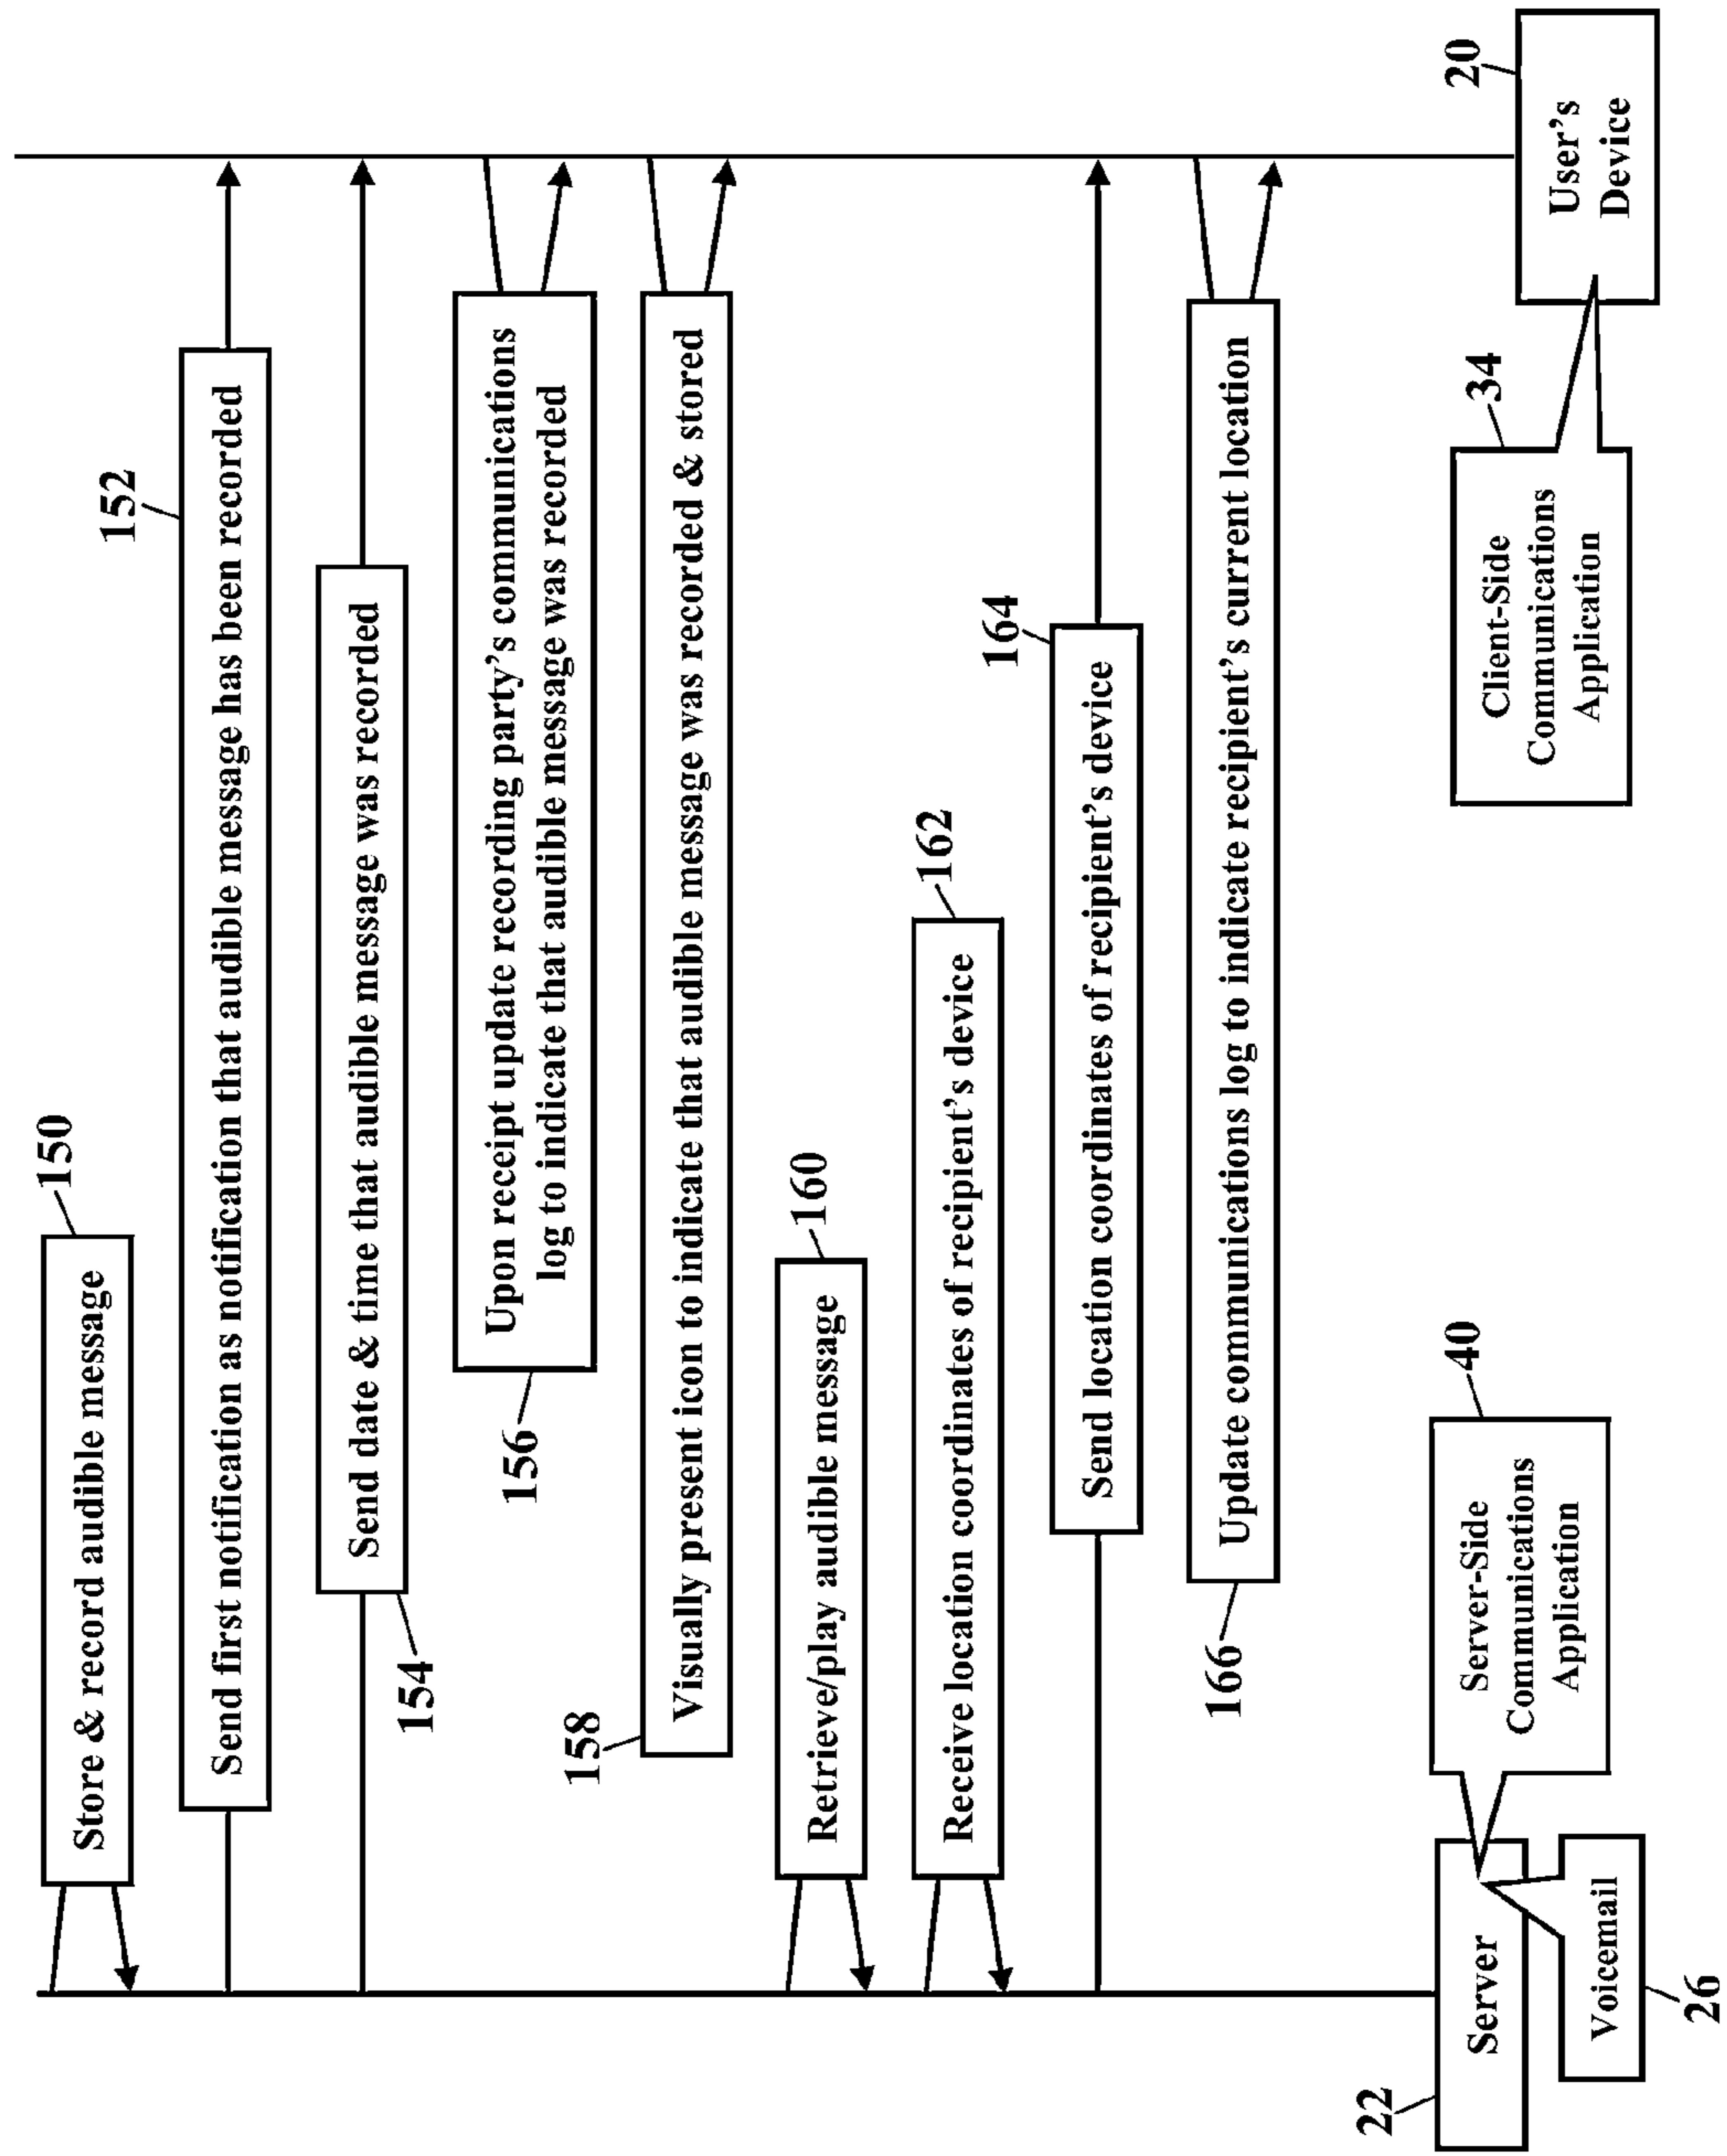 150
Store & record audible message
152
Send first notification as notification that audible message has been recorded
Send date & time that audible message was recorded
154
Upon receipt update recording party's communications
log to indicate that audible message was recorded
156
158
Visually present icon to indicate that audible message was recorded & stored
160
Retrieve/play audible message
162
Receive location coordinates of recipient's device
164
Send location coordinates of recipient's device
166
Update communications log to indicate recipient's current location
22
Server
40
Server-Side
Communications
Application
Voicemail
26
34
Client-Side
Communications
Application
20
User's
Device